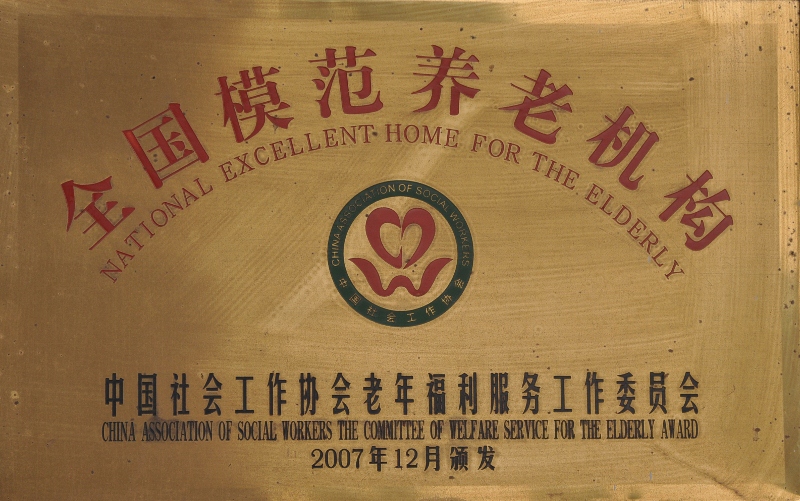 全国模范养老机构
NATIONAL EXCELLENT HOME FOR THE ELDERLY
CHINA ASSOCIATION OF SOCIAL WORKERS
中国社会工作协会
中国社会工作协会老年福利服务工作委员会
CHINA ASSOCIATION OF SOCIAL WORKERS THE COMMITTEE OF WELFARE SERVICE FOR THE ELDERLY AWARD
2007年12月颁发